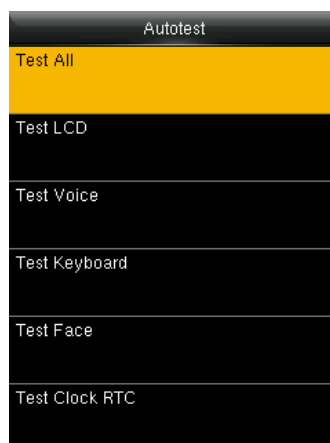 Autotest
Test All
Test LCD
Test Voice
Test Keyboard
Test Face
Test Clock RTC